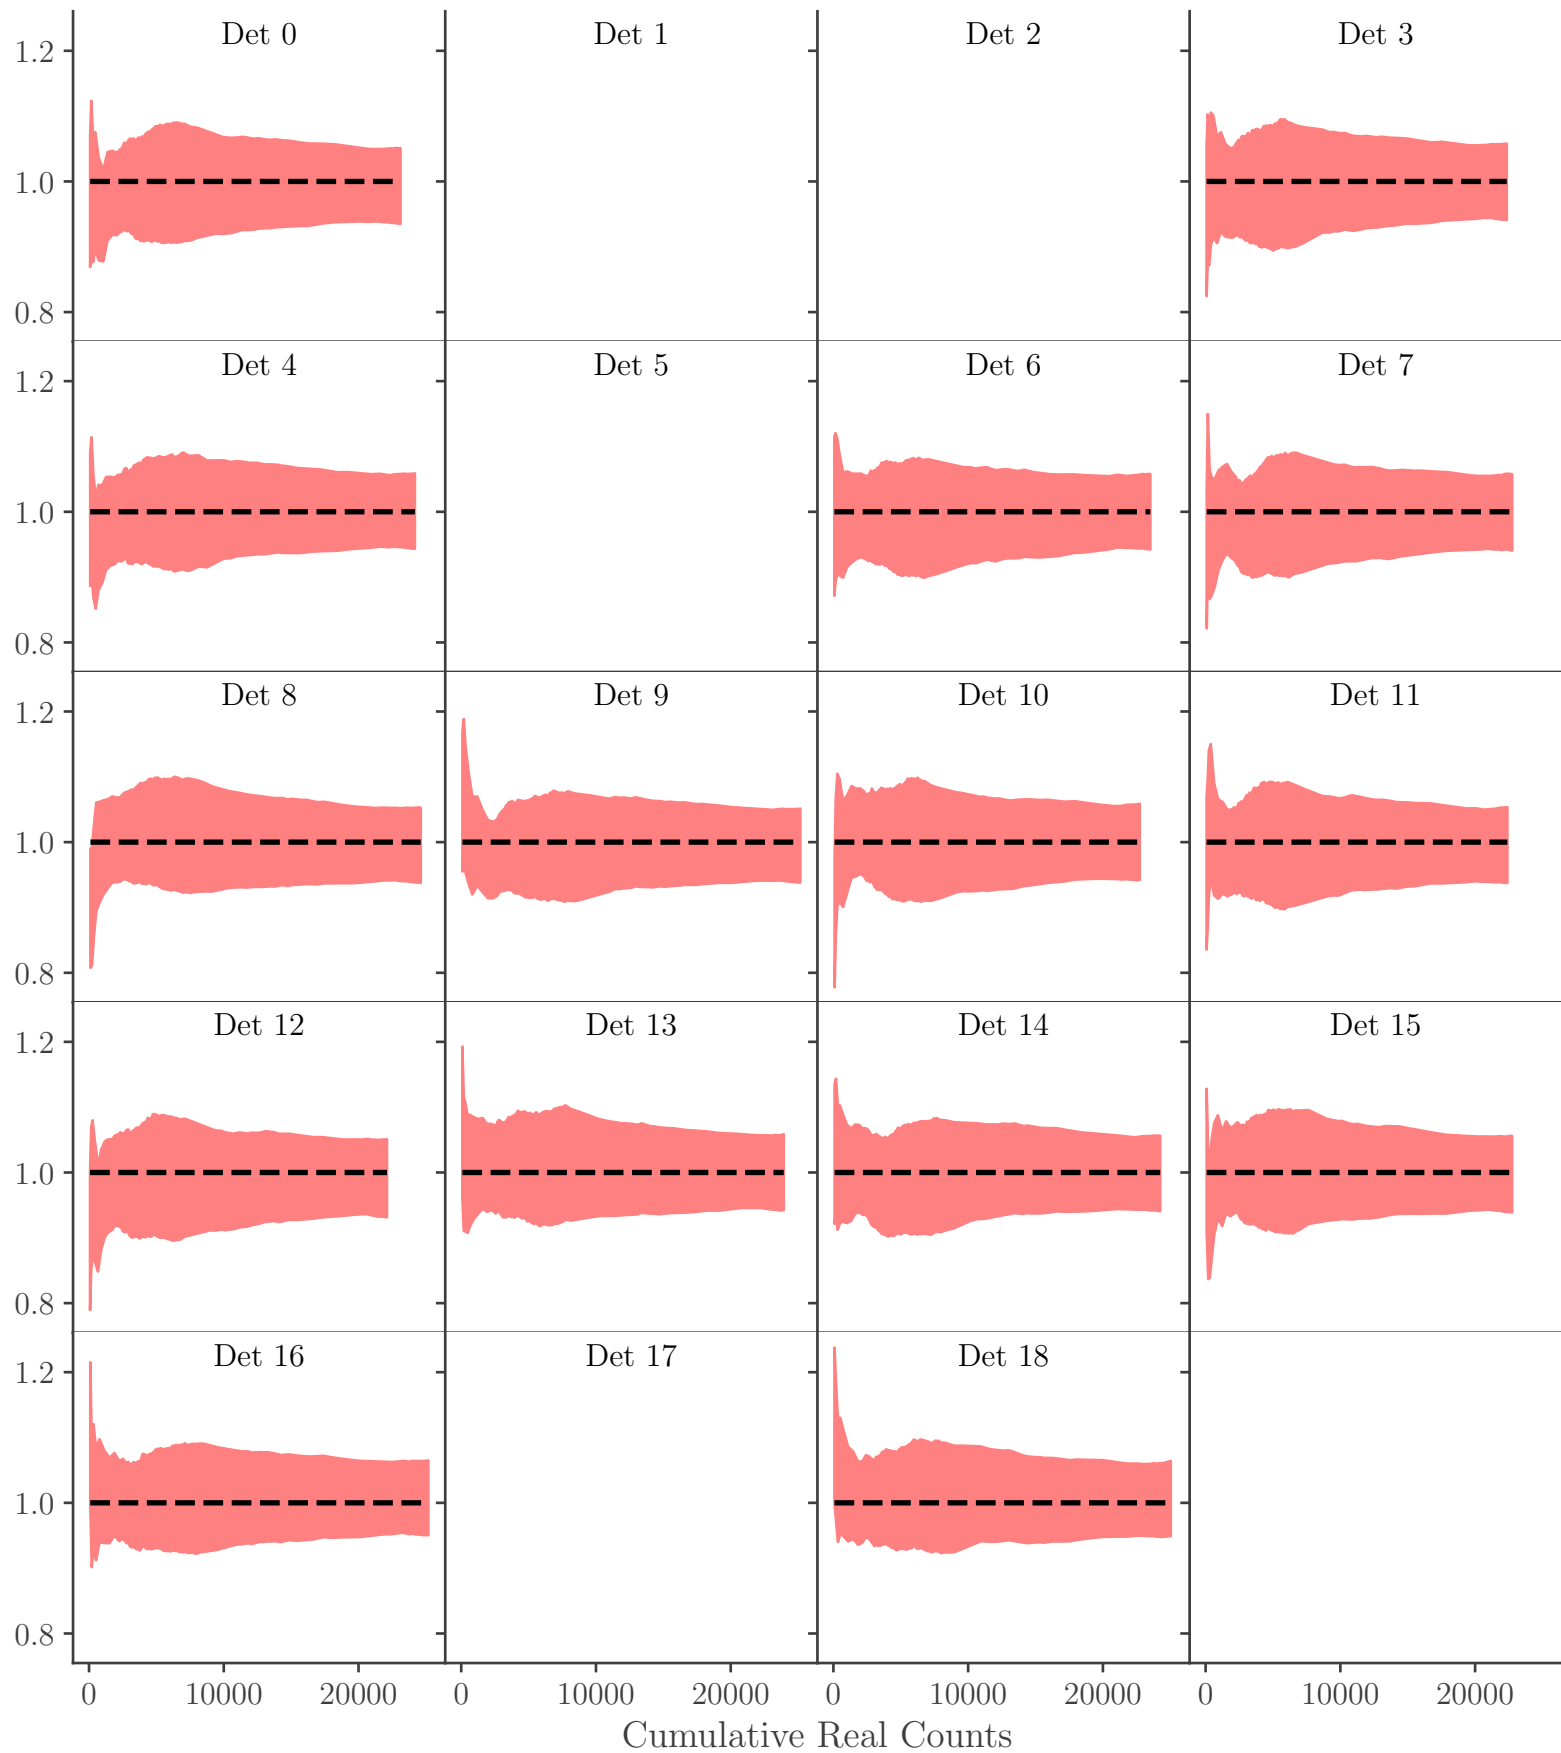 Det 0 Det 1 Det 2 Det 3
1.2
1.0
0.8
Det 4 Det 5 Det 6 Det 7
1.2
1.0
0.8
Det 8 Det 9 Det 10 Det 11
1.2
1.0
0.8
Det 12 Det 13 Det 14 Det 15
1.2
1.0
0.8
Det 16 Det 17 Det 18
1.2
1.0
0.8
0 10000 20000 0 10000 20000 0 10000 20000 0 10000 20000
Cumulative Real Counts